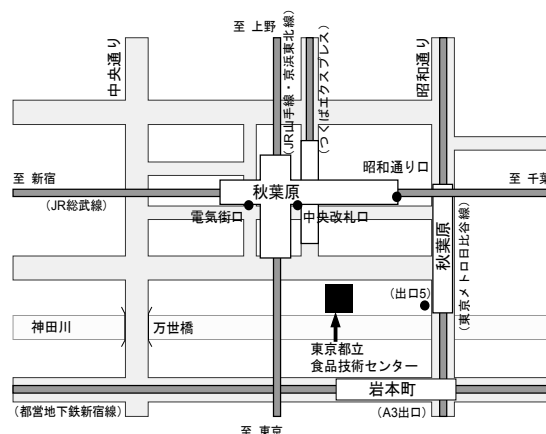 至 上野
中央通り
(JR山手線・京浜東北線)
(つくばエクスプレス)
昭和通り
昭和通り口
至 新宿
秋葉原
至 千葉
(JR総武線)
電気街口
中央改札口
秋葉原
(東京メトロ日比谷線)
(出口5)
神田川
万世橋
東京都立
食品技術センター
岩本町
(都営地下鉄新宿線)
(A3出口)
至 東京